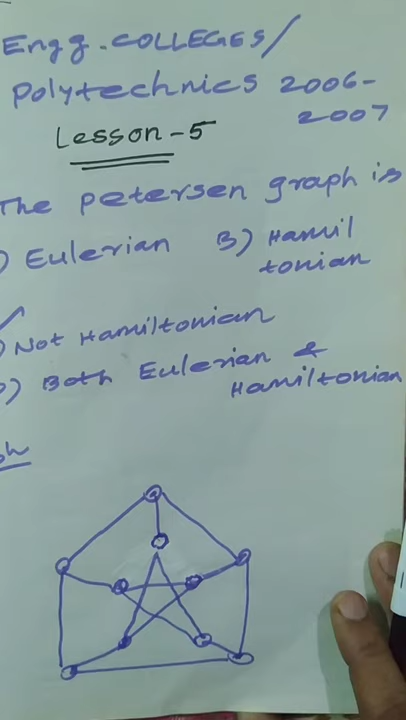 Engg. COLLEGES/
Polytechnics 2006-
2007
Lesson-5
The petersen graph is
) Eulerian B) Hamil
tonian
) Not Hamiltonian
) Both Eulerian &
Hamiltonian